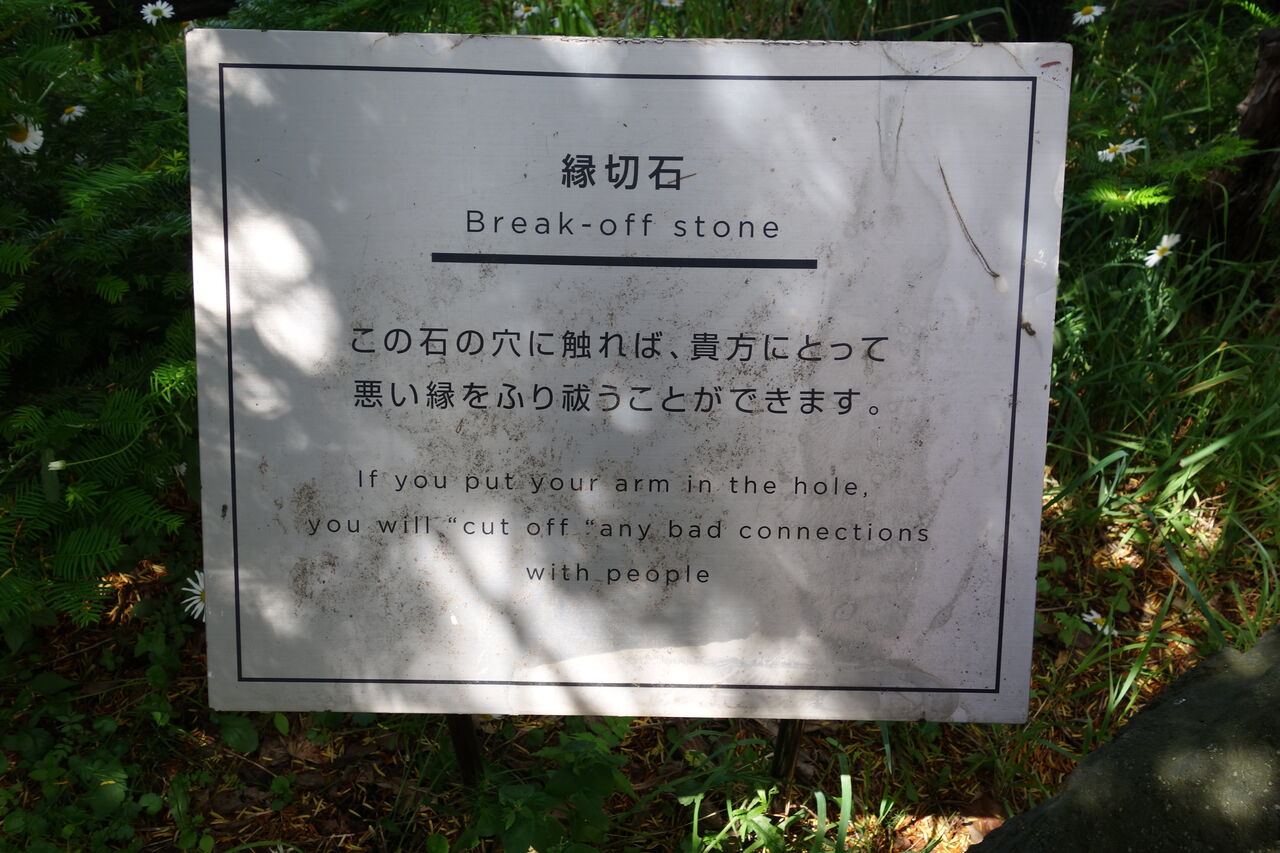 縁切石
Break-off stone
この石の穴に触れば、貴方にとって
悪い縁をふり祓うことができます。
If you put your arm in the hole,
you will “cut off “any bad connections
with people